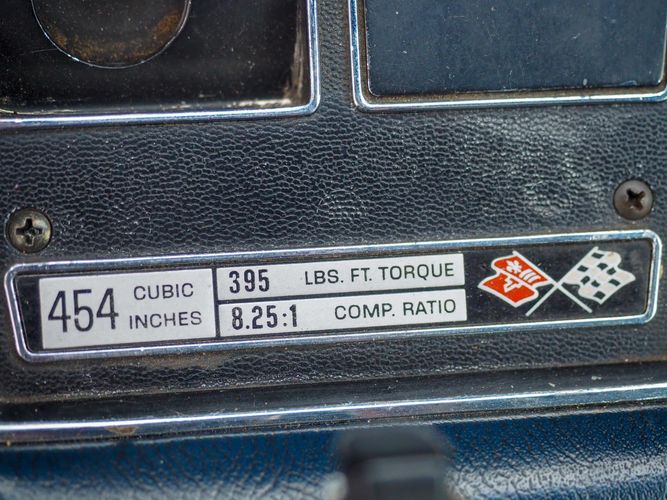 454 CUBIC INCHES
395 LBS. FT. TORQUE
8.25:1 COMP. RATIO